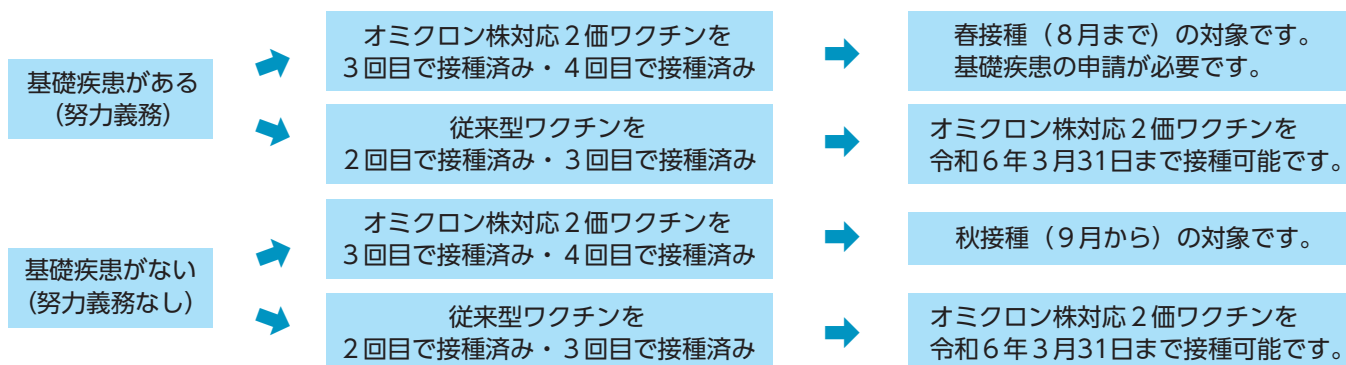 基礎疾患がある
（努力義務）
オミクロン株対応２価ワクチンを
３回目で接種済み・４回目で接種済み
春接種（８月まで）の対象です。
基礎疾患の申請が必要です。
従来型ワクチンを
２回目で接種済み・３回目で接種済み
オミクロン株対応２価ワクチンを
令和６年３月31日まで接種可能です。
基礎疾患がない
（努力義務なし）
オミクロン株対応２価ワクチンを
３回目で接種済み・４回目で接種済み
秋接種（９月から）の対象です。
従来型ワクチンを
２回目で接種済み・３回目で接種済み
オミクロン株対応２価ワクチンを
令和６年３月31日まで接種可能です。